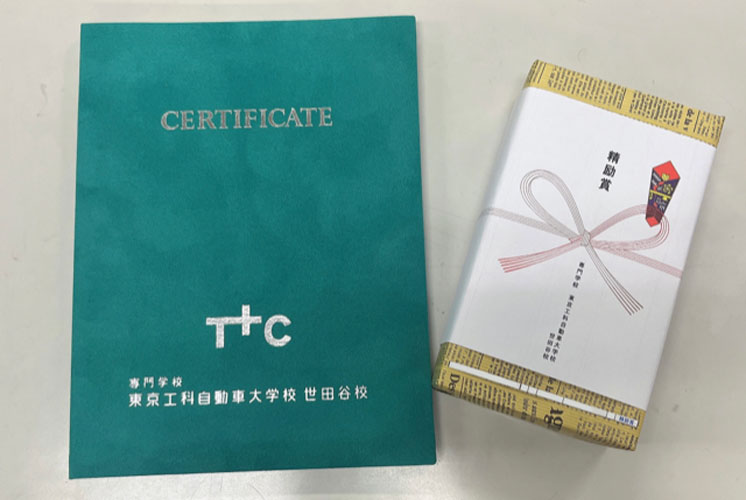 CERTIFICATE
T+C
専門学校
東京工科自動車大学校 世田谷校
精励賞
専門学校 東京工科自動車大学校
世田谷校